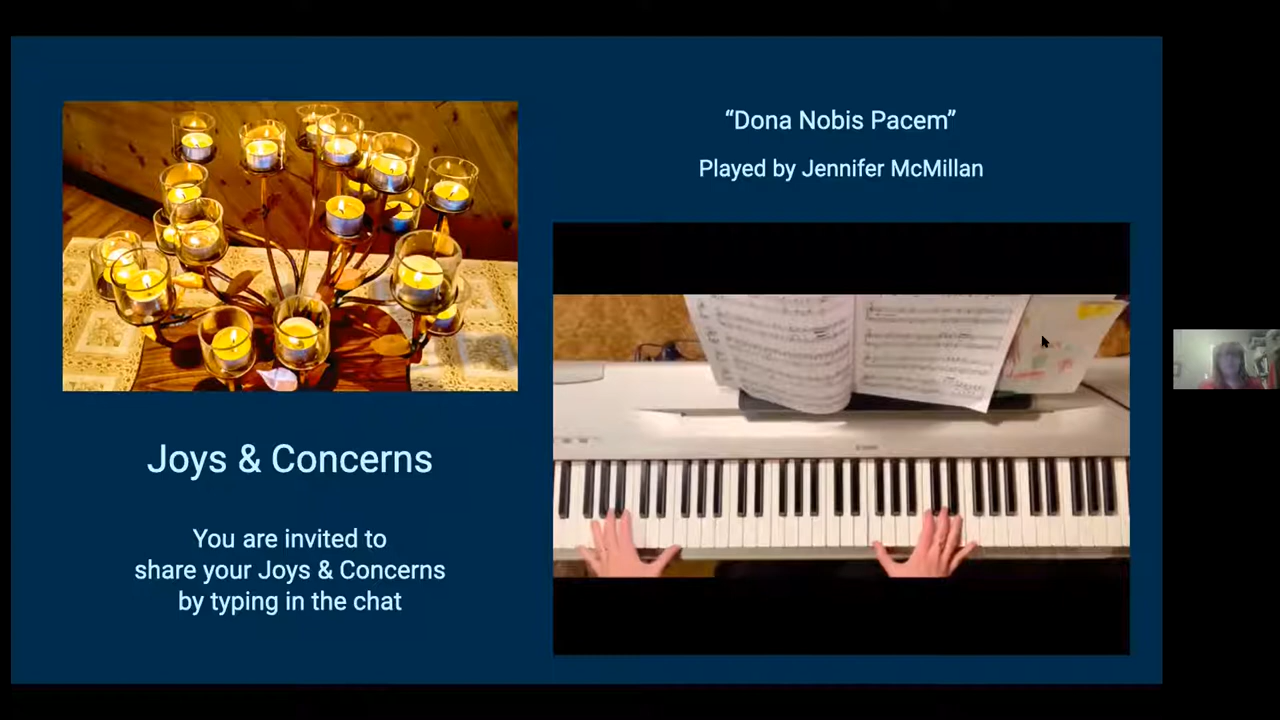 “Dona Nobis Pacem”
Played by Jennifer McMillan
Joys & Concerns
You are invited to
share your Joys & Concerns
by typing in the chat